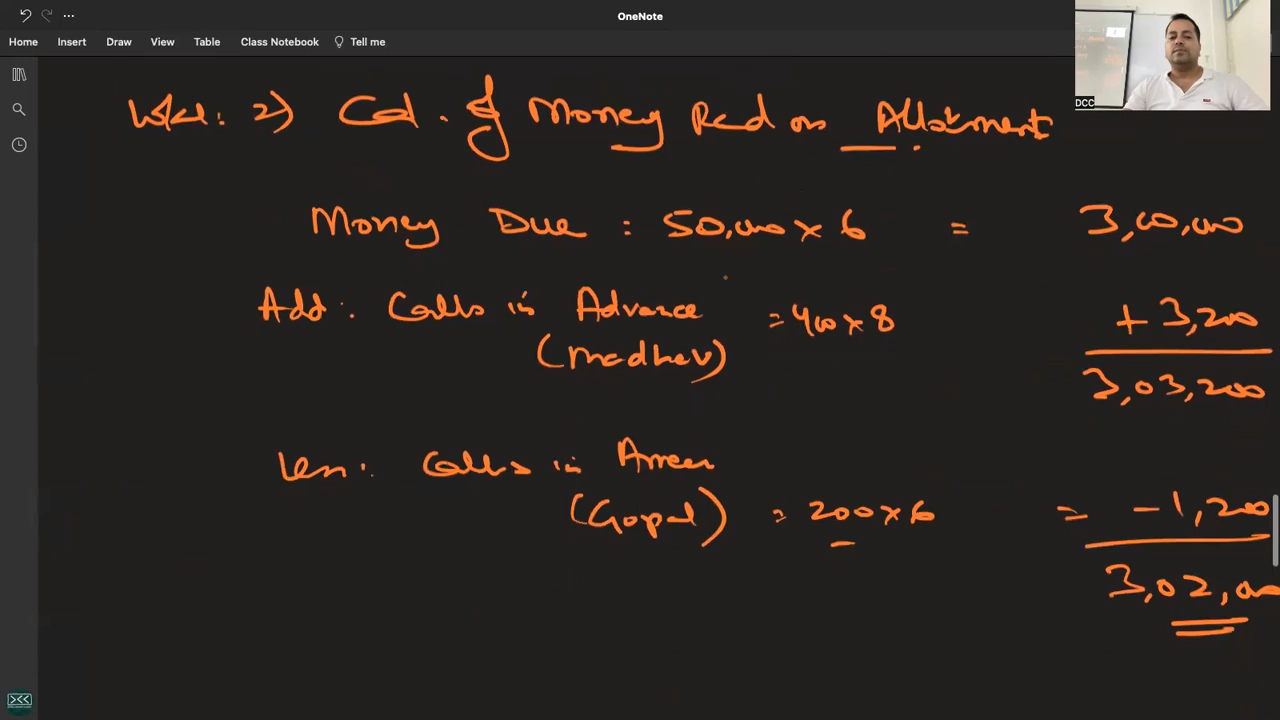 OneNote
Home Insert Draw View Table Class Notebook Tell me
DCC
W.N. 2) Cal. of Money Recd on Allotment
Money Due : 50,000 x 6 = 3,00,000
Add : Calls in Advance = 400 x 8 + 3,200
(Madhav)
3,03,200
Less : Calls in Arrear
(Gopal) = 200 x 6 = - 1,200
3,02,000
DCC